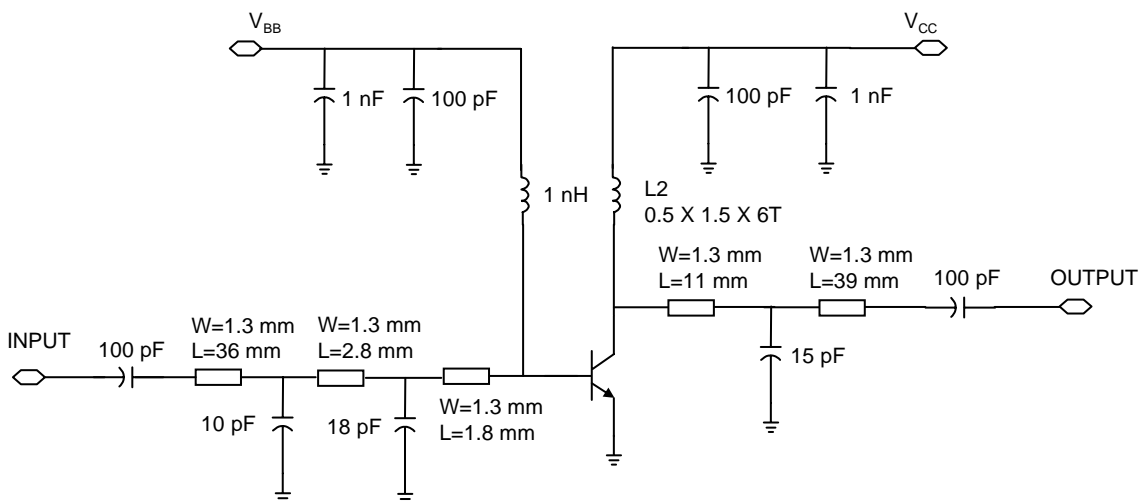 V_BB
V_CC
1 nF
100 pF
100 pF
1 nF
1 nH
L2
0.5 X 1.5 X 6T
W=1.3 mm
L=11 mm
W=1.3 mm
L=39 mm
100 pF
OUTPUT
INPUT
100 pF
W=1.3 mm
L=36 mm
W=1.3 mm
L=2.8 mm
15 pF
10 pF
18 pF
W=1.3 mm
L=1.8 mm